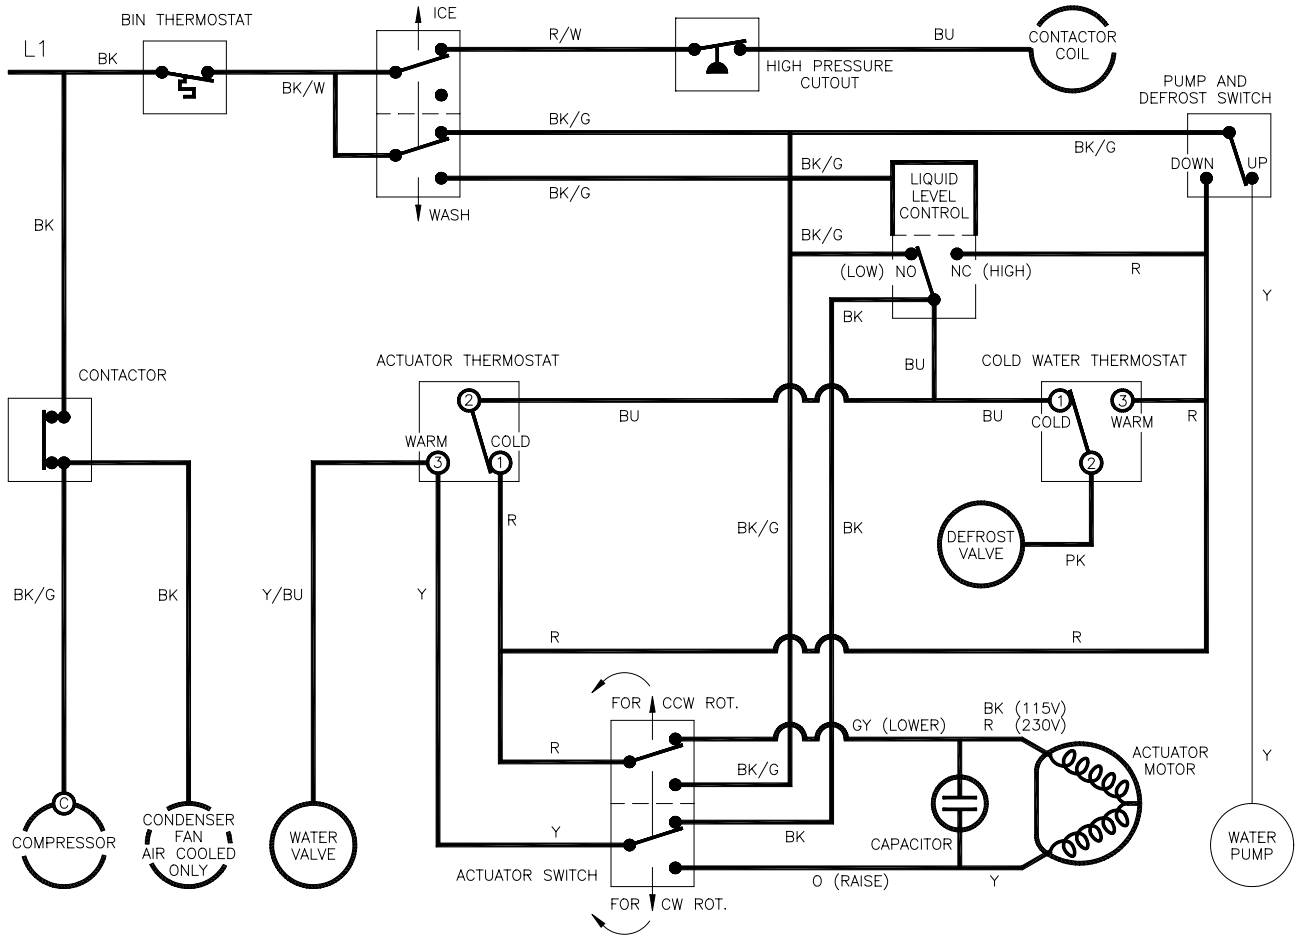 BIN THERMOSTAT
ICE
L1
BK
BK/W
R/W
BU
HIGH PRESSURE
CUTOUT
CONTACTOR
COIL
PUMP AND
DEFROST SWITCH
BK/G
BK/G
DOWN
UP
BK/G
BK/G
LIQUID
LEVEL
CONTROL
WASH
BK
BK/G
(LOW) NO
NC (HIGH)
R
Y
BK
BU
ACTUATOR THERMOSTAT
COLD WATER THERMOSTAT
CONTACTOR
2
BU
BU
1
3
COLD
WARM
R
WARM
COLD
3
1
2
R
BK/G
BK
DEFROST
VALVE
PK
BK/G
BK
Y/BU
Y
R
R
FOR CCW ROT.
GY (LOWER)
BK (115V)
R (230V)
R
BK/G
ACTUATOR
MOTOR
Y
C
COMPRESSOR
CONDENSER
FAN
AIR COOLED
ONLY
WATER
VALVE
Y
BK
CAPACITOR
WATER
PUMP
ACTUATOR SWITCH
O (RAISE)
Y
FOR CW ROT.